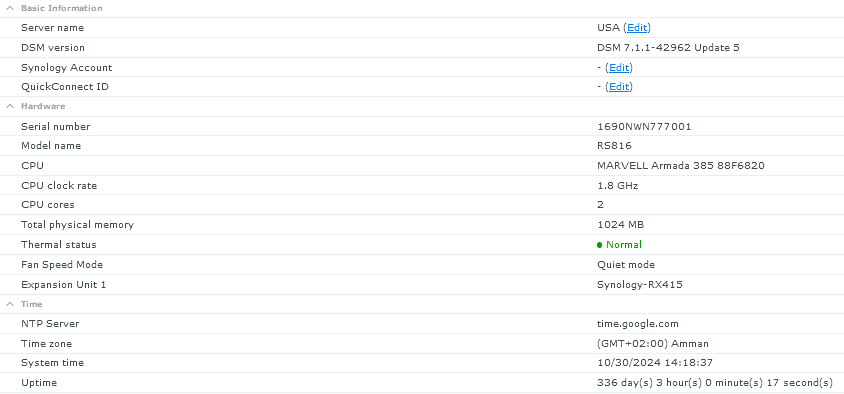 Basic Information
Server name USA (Edit)
DSM version DSM 7.1.1-42962 Update 5
Synology Account - (Edit)
QuickConnect ID - (Edit)
Hardware
Serial number 1690NWN777001
Model name RS816
CPU MARVELL Armada 385 88F6820
CPU clock rate 1.8 GHz
CPU cores 2
Total physical memory 1024 MB
Thermal status Normal
Fan Speed Mode Quiet mode
Expansion Unit 1 Synology-RX415
Time
NTP Server time.google.com
Time zone (GMT+02:00) Amman
System time 10/30/2024 14:18:37
Uptime 336 day(s) 3 hour(s) 0 minute(s) 17 second(s)